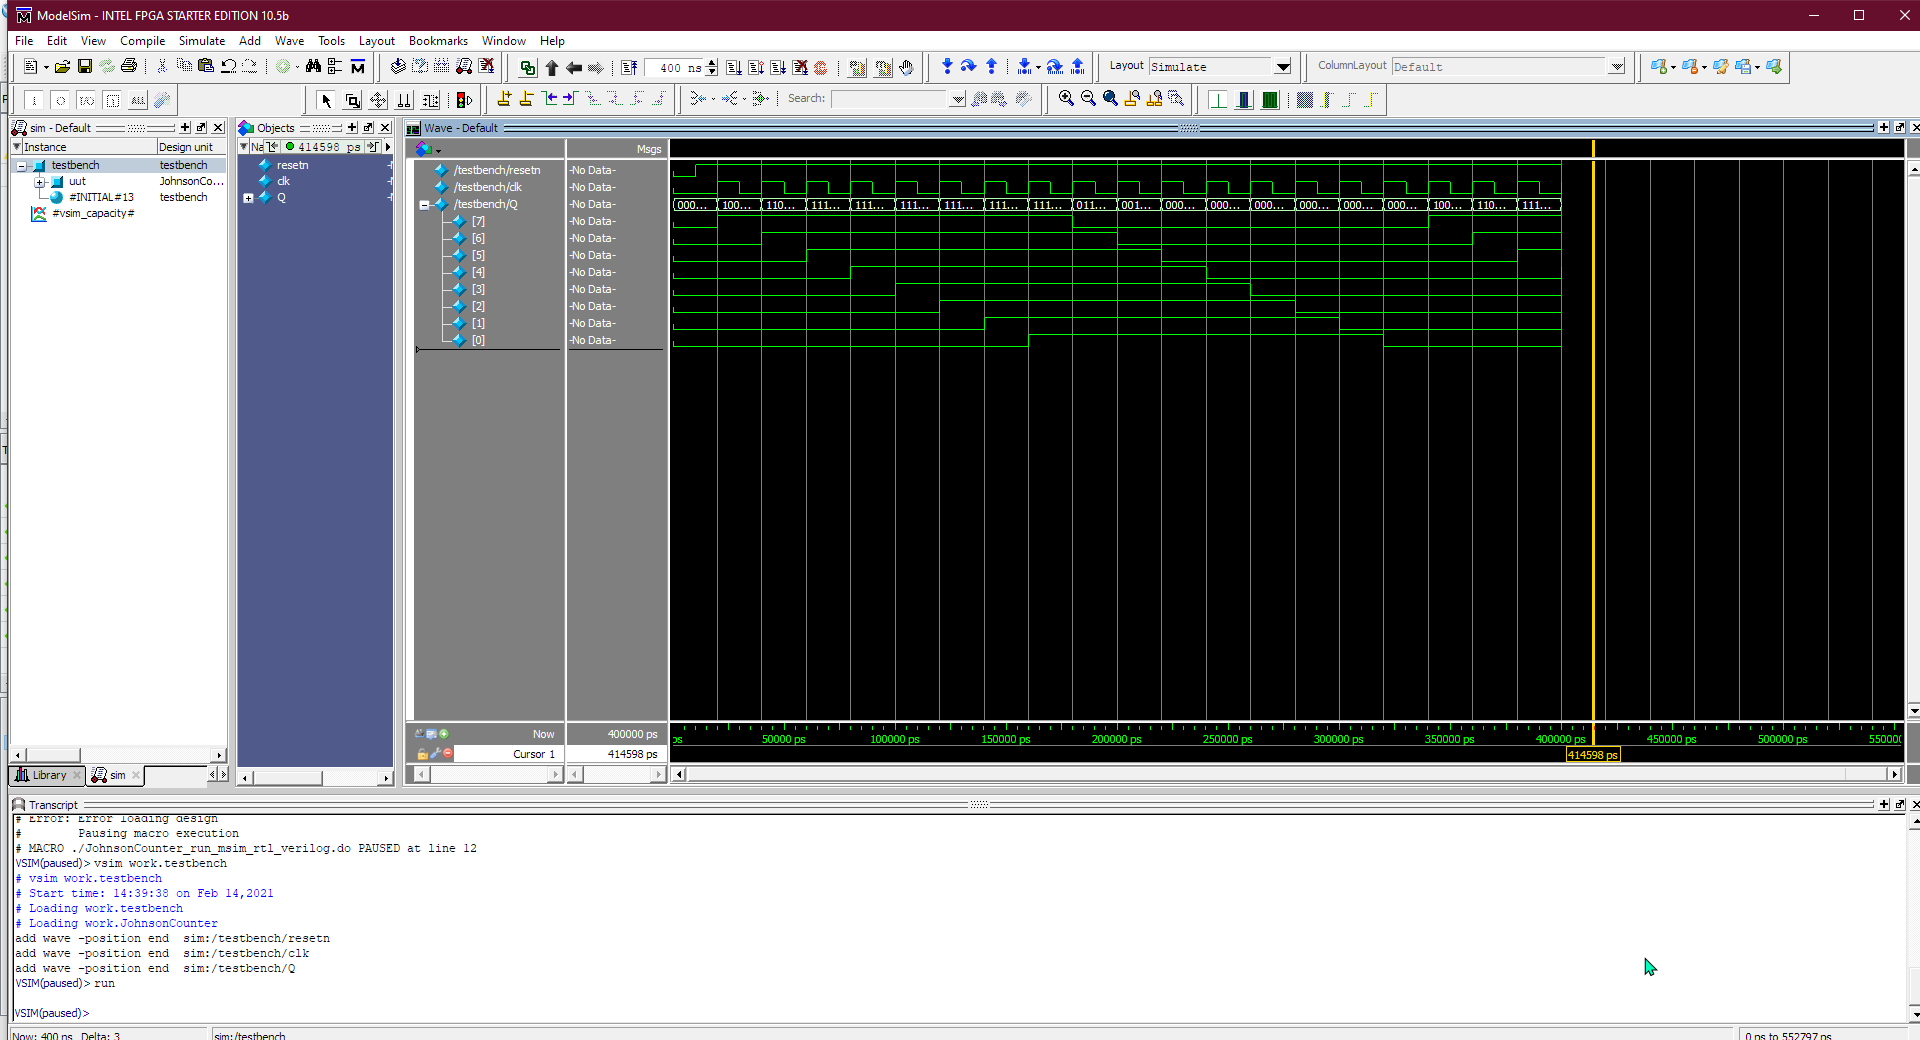 ModelSim - INTEL FPGA STARTER EDITION 10.5b
File Edit View Compile Simulate Add Wave Tools Layout Bookmarks Window Help
400 ns
Layout Simulate
ColumnLayout Default
Search:
sim - Default
Instance Design unit
testbench testbench
uut JohnsonCo...
#INITIAL#13 testbench
#vsim_capacity#
Library sim
Objects
Na 414598 ps
resetn
clk
Q
Wave - Default
Msgs
/testbench/resetn -No Data-
/testbench/clk -No Data-
/testbench/Q -No Data- 000... 100... 110... 111... 111... 111... 111... 111... 111... 011... 001... 000... 000... 000... 000... 000... 000... 100... 110... 111...
[7] -No Data-
[6] -No Data-
[5] -No Data-
[4] -No Data-
[3] -No Data-
[2] -No Data-
[1] -No Data-
[0] -No Data-
Now 400000 ps
ps 50000 ps 100000 ps 150000 ps 200000 ps 250000 ps 300000 ps 350000 ps 400000 ps 450000 ps 500000 ps 55000
Cursor 1 414598 ps
414598 ps
Transcript
# Error: Error loading design
# Pausing macro execution
# MACRO ./JohnsonCounter_run_msim_rtl_verilog.do PAUSED at line 12
VSIM(paused)> vsim work.testbench
# vsim work.testbench
# Start time: 14:39:38 on Feb 14,2021
# Loading work.testbench
# Loading work.JohnsonCounter
add wave -position end sim:/testbench/resetn
add wave -position end sim:/testbench/clk
add wave -position end sim:/testbench/Q
VSIM(paused)> run
VSIM(paused)>
Now: 400 ns Delta: 3 sim:/testbench 0 ps to 552797 ps